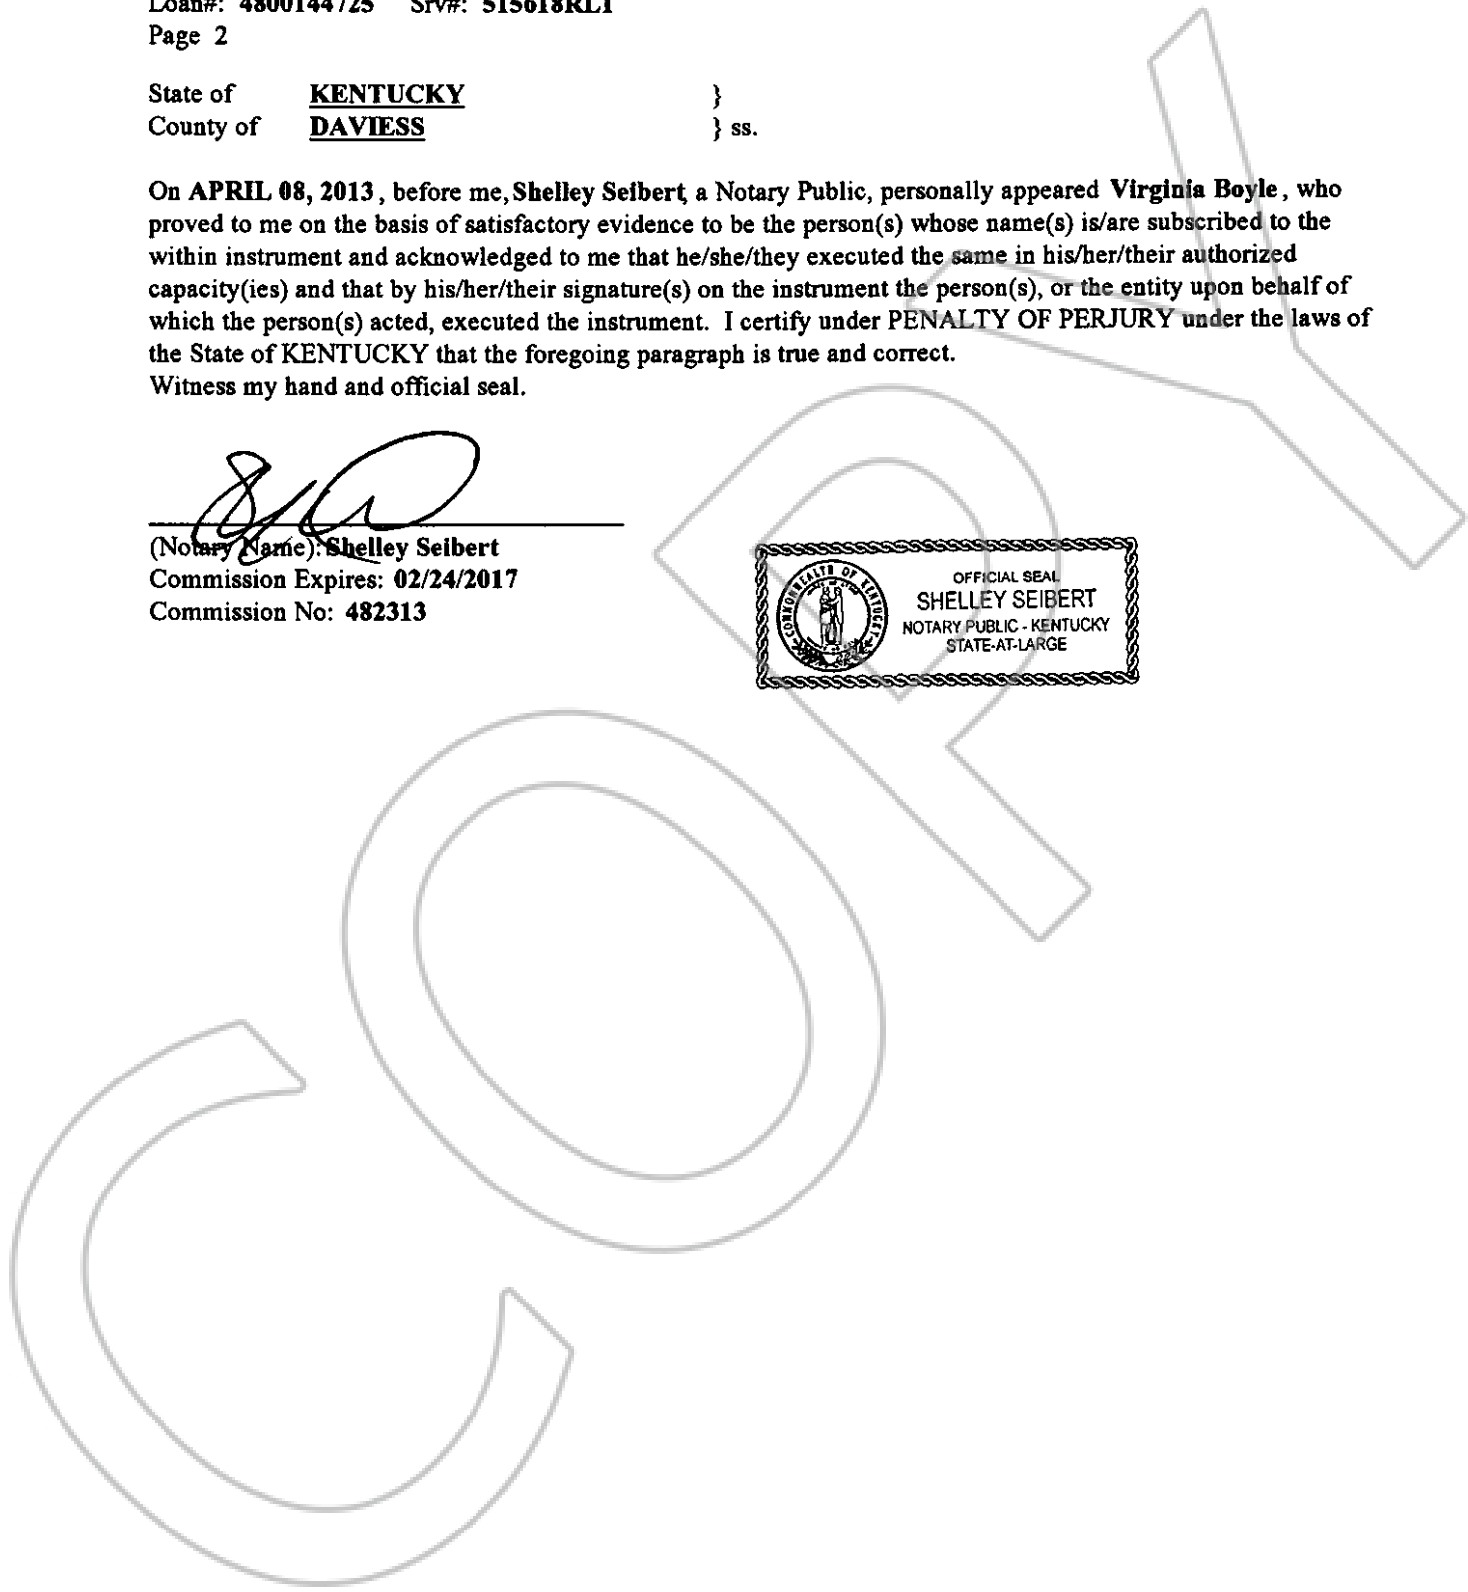 Loan#: 4800144725 Srv#: 515618RL1
Page 2
State of KENTUCKY }
County of DAVIESS } ss.
On APRIL 08, 2013, before me, Shelley Seibert, a Notary Public, personally appeared Virginia Boyle, who
proved to me on the basis of satisfactory evidence to be the person(s) whose name(s) is/are subscribed to the
within instrument and acknowledged to me that he/she/they executed the same in his/her/their authorized
capacity(ies) and that by his/her/their signature(s) on the instrument the person(s), or the entity upon behalf of
which the person(s) acted, executed the instrument. I certify under PENALTY OF PERJURY under the laws of
the State of KENTUCKY that the foregoing paragraph is true and correct.
Witness my hand and official seal.
(Notary Name): Shelley Seibert
Commission Expires: 02/24/2017
Commission No: 482313
COMMONWEALTH OF KENTUCKY
OFFICIAL SEAL
SHELLEY SEIBERT
NOTARY PUBLIC - KENTUCKY
STATE-AT-LARGE
COPY